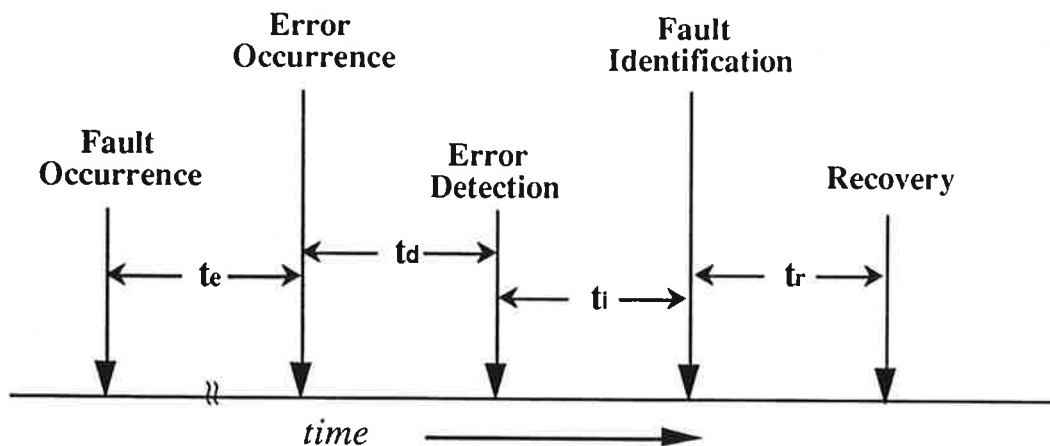 Error
Occurrence
Fault
Identification
Fault
Occurrence
Error
Detection
Recovery
te
td
ti
tr
time